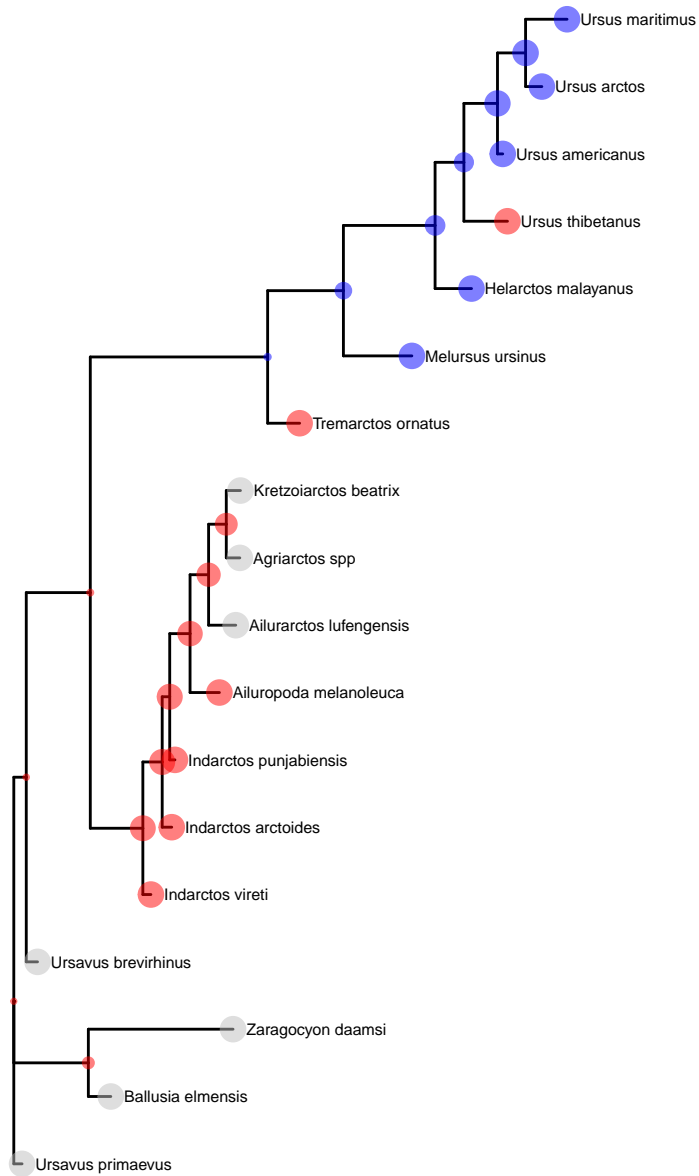 Ursus maritimus
Ursus arctos
Ursus americanus
Ursus thibetanus
Helarctos malayanus
Melursus ursinus
Tremarctos ornatus
Kretzoiarctos beatrix
Agriarctos spp
Ailurarctos lufengensis
Ailuropoda melanoleuca
Indarctos punjabiensis
Indarctos arctoides
Indarctos vireti
Ursavus brevirhinus
Zaragocyon daamsi
Ballusia elmensis
Ursavus primaevus